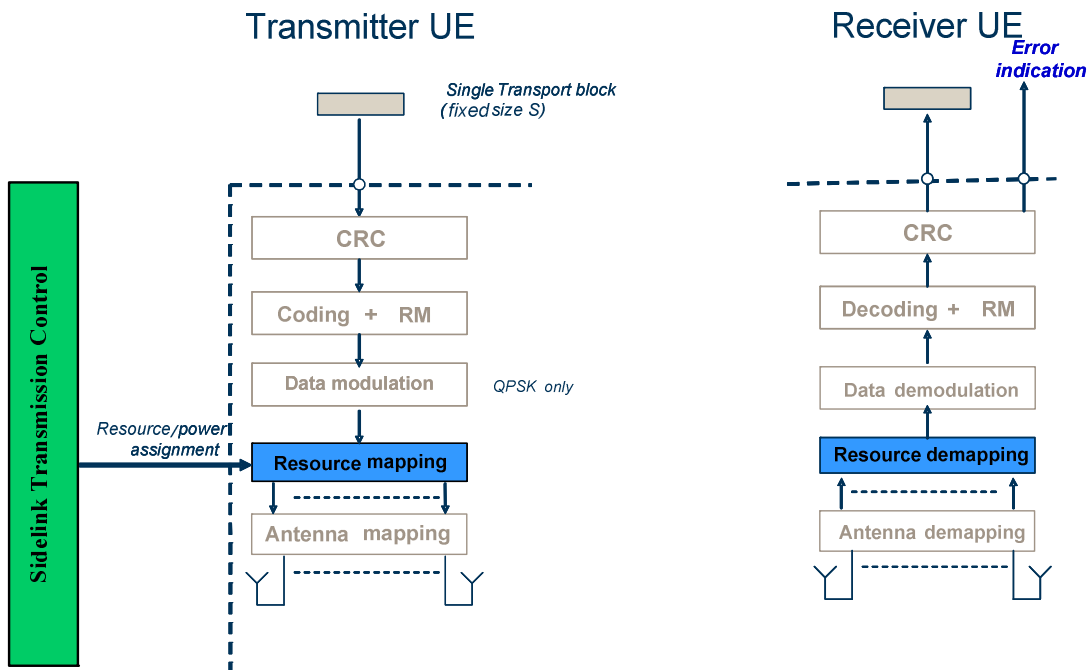 Transmitter UE
Receiver UE
Error
indication
Single Transport block
(fixed size S)
CRC
CRC
Coding + RM
Decoding + RM
Data modulation
QPSK only
Data demodulation
Resource/power
assignment
Resource mapping
Resource demapping
Antenna mapping
Antenna demapping
Sidelink Transmission Control